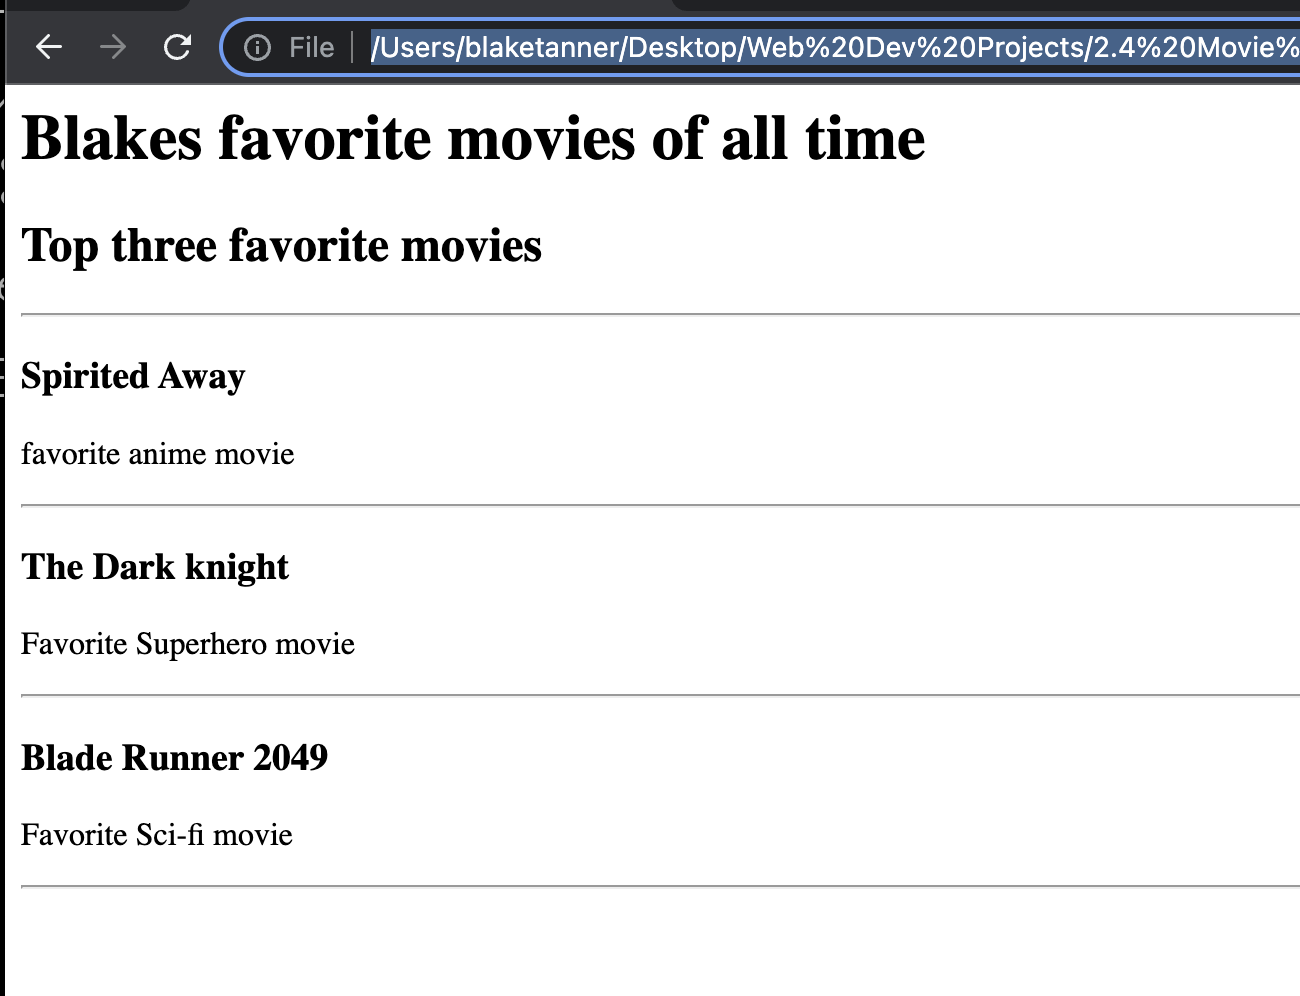 File /Users/blaketanner/Desktop/Web%20Dev%20Projects/2.4%20Movie%
Blakes favorite movies of all time
Top three favorite movies
Spirited Away
favorite anime movie
The Dark knight
Favorite Superhero movie
Blade Runner 2049
Favorite Sci-fi movie